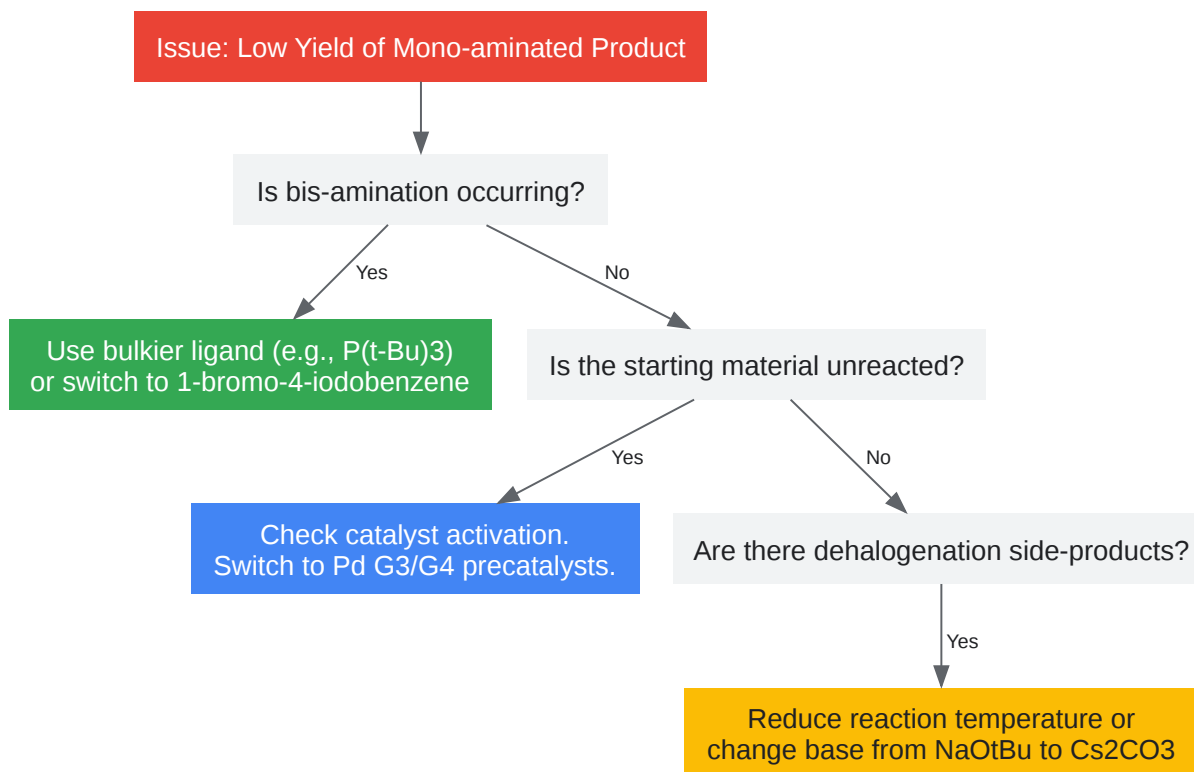 Issue: Low Yield of Mono-aminated Product
Is bis-amination occurring?
Yes
No
Use bulkier ligand (e.g., P(t-Bu)3)
or switch to 1-bromo-4-iodobenzene
Is the starting material unreacted?
Yes
No
Check catalyst activation.
Switch to Pd G3/G4 precatalysts.
Are there dehalogenation side-products?
Yes
Reduce reaction temperature or
change base from NaOtBu to Cs2CO3